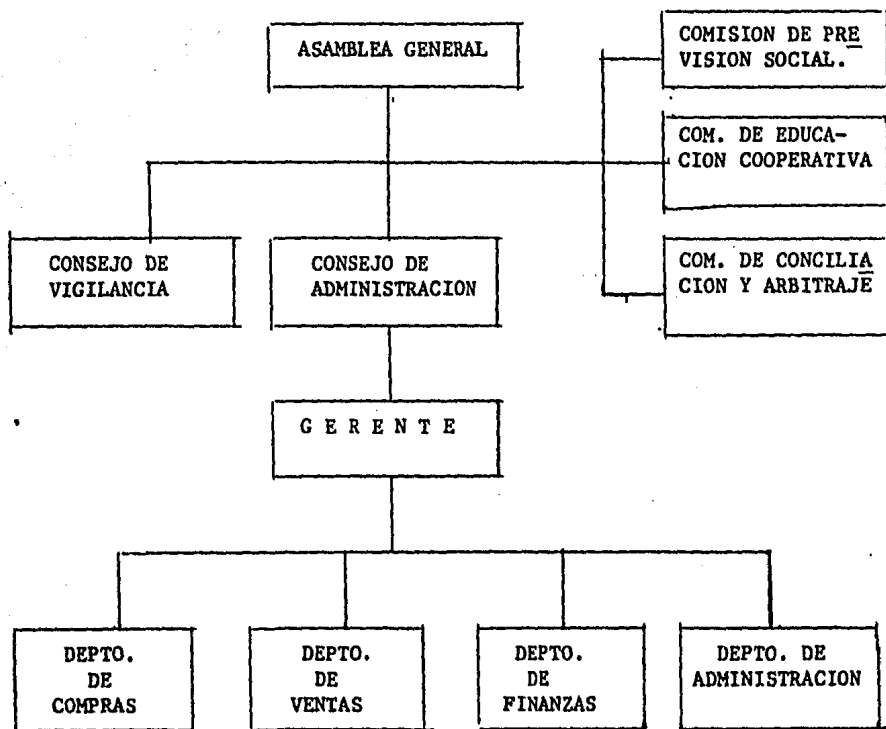 ASAMBLEA GENERAL
COMISION DE PRE
VISION SOCIAL.
COM. DE EDUCA-
CION COOPERATIVA
COM. DE CONCILIA
CION Y ARBITRAJE
CONSEJO DE
VIGILANCIA
CONSEJO DE
ADMINISTRACION
G E R E N T E
DEPTO.
DE
COMPRAS
DEPTO.
DE
VENTAS
DEPTO.
DE
FINANZAS
DEPTO. DE
ADMINISTRACION